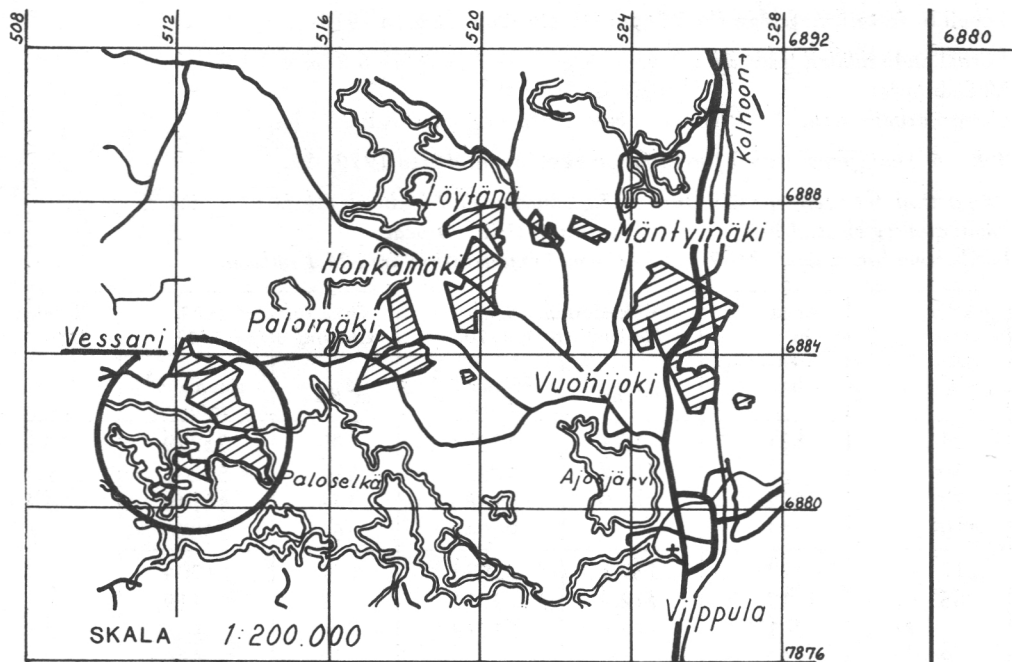 508 512 516 520 524 528
6892 6880
Kolhoon→
Löytänä
6888
Mäntymäki
Honkamäki
Palomäki
Vessari
6884
Vuohijoki
Paloselkä
Ajosjärvi
6880
Vilppula
SKALA 1:200.000
7876